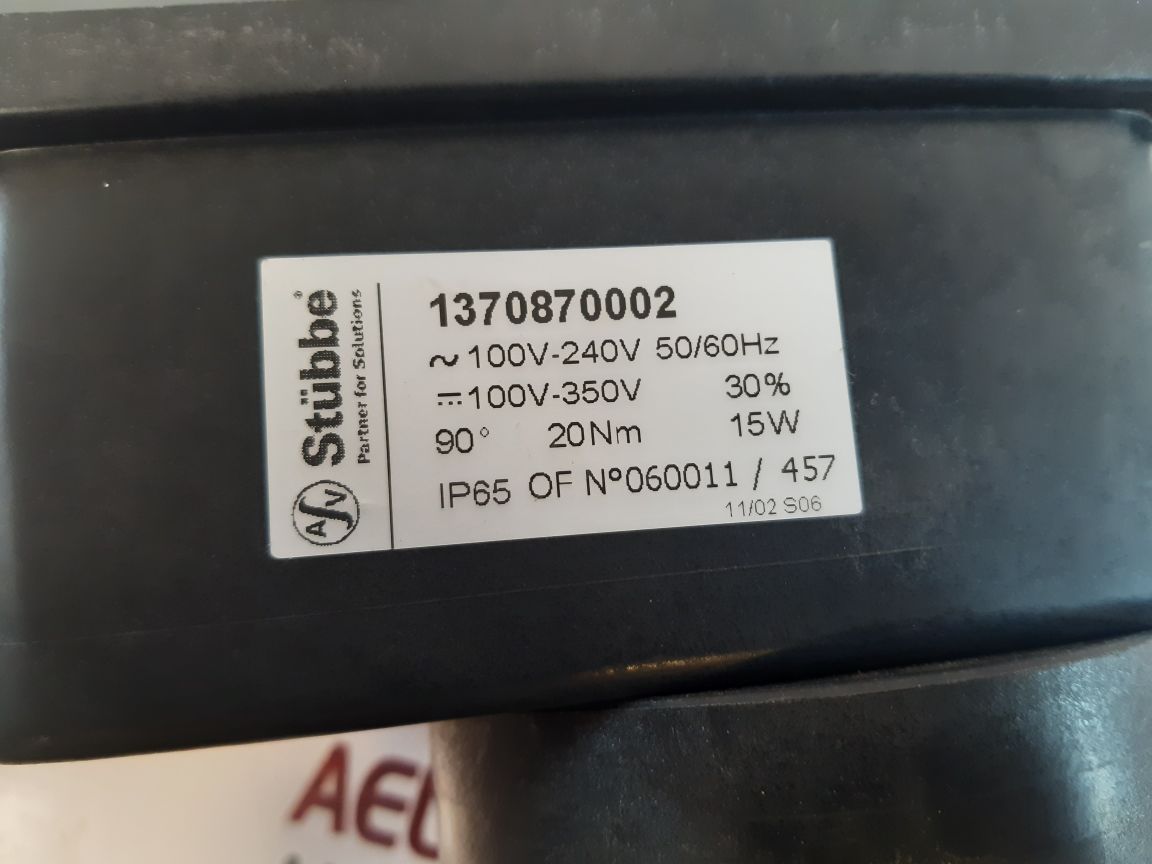 ASV Stübbe®
Partner for Solutions
1370870002
~100V-240V 50/60Hz
⎓100V-350V 30%
90° 20Nm 15W
IP65 OF N°060011 / 457
11/02 S06